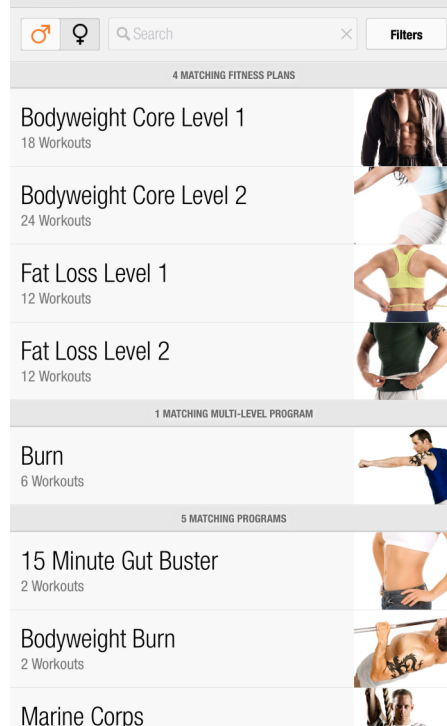 Search
Filters
4 MATCHING FITNESS PLANS
Bodyweight Core Level 1
18 Workouts
Bodyweight Core Level 2
24 Workouts
Fat Loss Level 1
12 Workouts
Fat Loss Level 2
12 Workouts
1 MATCHING MULTI-LEVEL PROGRAM
Burn
6 Workouts
5 MATCHING PROGRAMS
15 Minute Gut Buster
2 Workouts
Bodyweight Burn
2 Workouts
Marine Corps